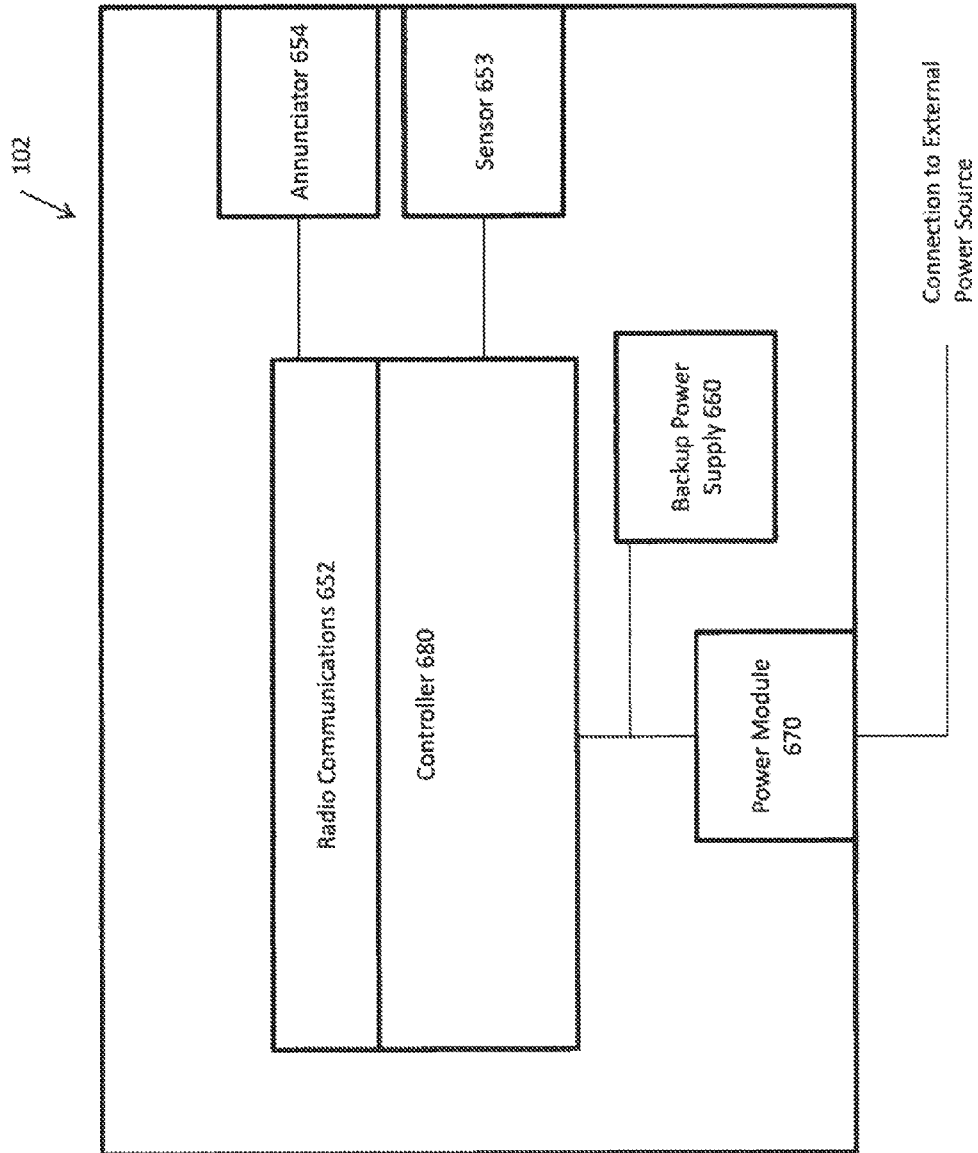 102
Annunciator 654
Sensor 653
Radio Communications 652
Controller 680
Backup Power
Supply 660
Power Module
670
Connection to External
Power Source